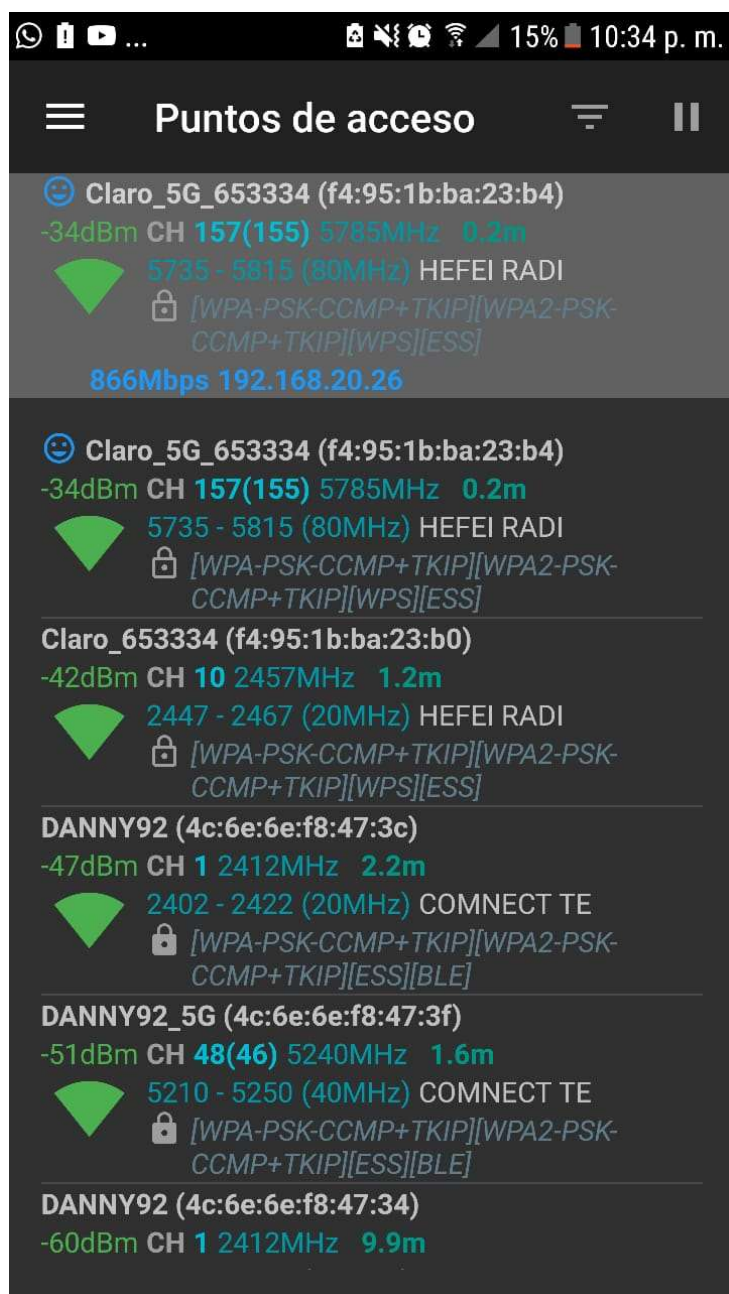 ... 15% 10:34 p. m.
Puntos de acceso
Claro_5G_653334 (f4:95:1b:ba:23:b4)
-34dBm CH 157(155) 5785MHz 0.2m
5735 - 5815 (80MHz) HEFEI RADI
[WPA-PSK-CCMP+TKIP][WPA2-PSK-
CCMP+TKIP][WPS][ESS]
866Mbps 192.168.20.26
Claro_5G_653334 (f4:95:1b:ba:23:b4)
-34dBm CH 157(155) 5785MHz 0.2m
5735 - 5815 (80MHz) HEFEI RADI
[WPA-PSK-CCMP+TKIP][WPA2-PSK-
CCMP+TKIP][WPS][ESS]
Claro_653334 (f4:95:1b:ba:23:b0)
-42dBm CH 10 2457MHz 1.2m
2447 - 2467 (20MHz) HEFEI RADI
[WPA-PSK-CCMP+TKIP][WPA2-PSK-
CCMP+TKIP][WPS][ESS]
DANNY92 (4c:6e:6e:f8:47:3c)
-47dBm CH 1 2412MHz 2.2m
2402 - 2422 (20MHz) COMNECT TE
[WPA-PSK-CCMP+TKIP][WPA2-PSK-
CCMP+TKIP][ESS][BLE]
DANNY92_5G (4c:6e:6e:f8:47:3f)
-51dBm CH 48(46) 5240MHz 1.6m
5210 - 5250 (40MHz) COMNECT TE
[WPA-PSK-CCMP+TKIP][WPA2-PSK-
CCMP+TKIP][ESS][BLE]
DANNY92 (4c:6e:6e:f8:47:34)
-60dBm CH 1 2412MHz 9.9m